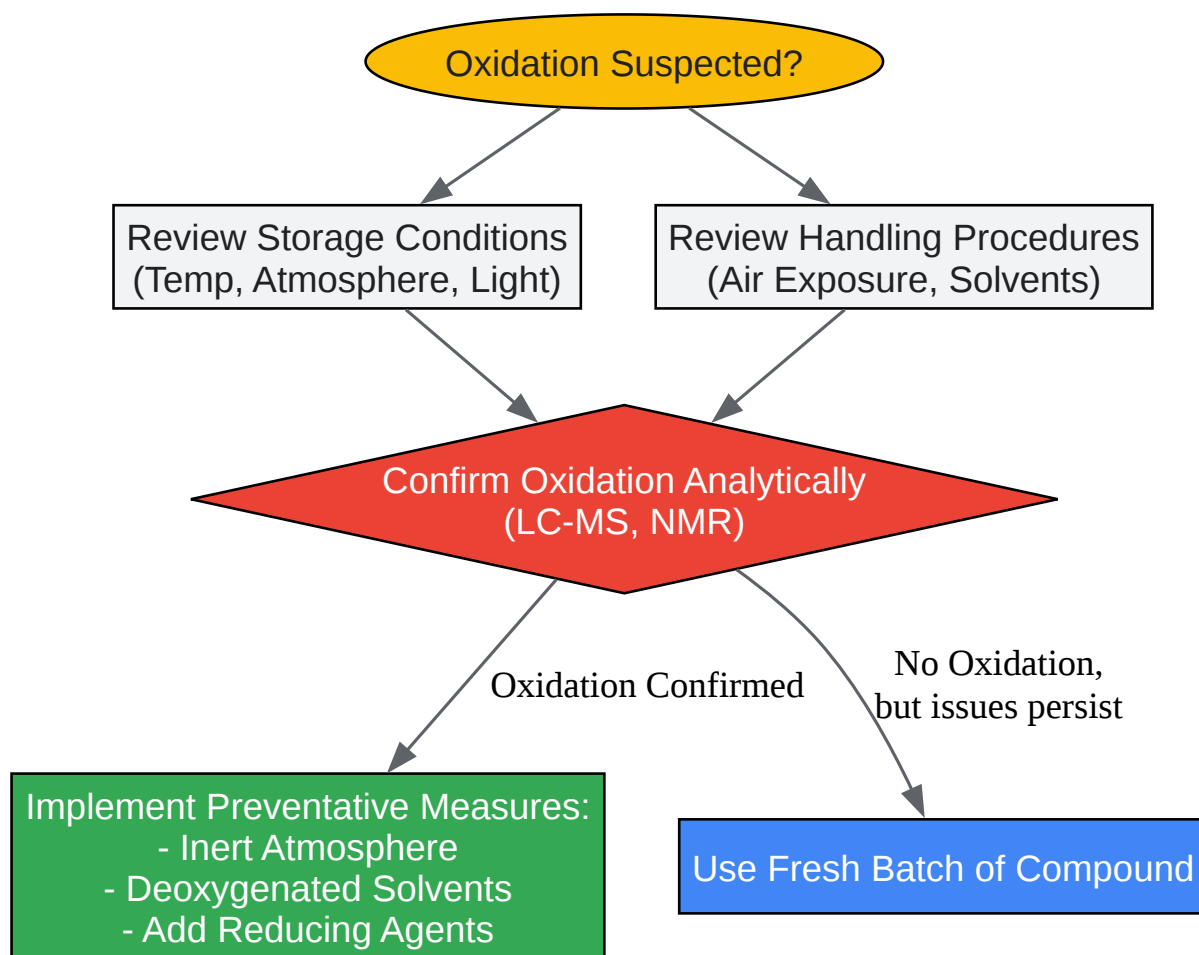 Oxidation Suspected?
Review Storage Conditions
(Temp, Atmosphere, Light)
Review Handling Procedures
(Air Exposure, Solvents)
Confirm Oxidation Analytically
(LC-MS, NMR)
Oxidation Confirmed
No Oxidation,
but issues persist
Implement Preventative Measures:
- Inert Atmosphere
- Deoxygenated Solvents
- Add Reducing Agents
Use Fresh Batch of Compound